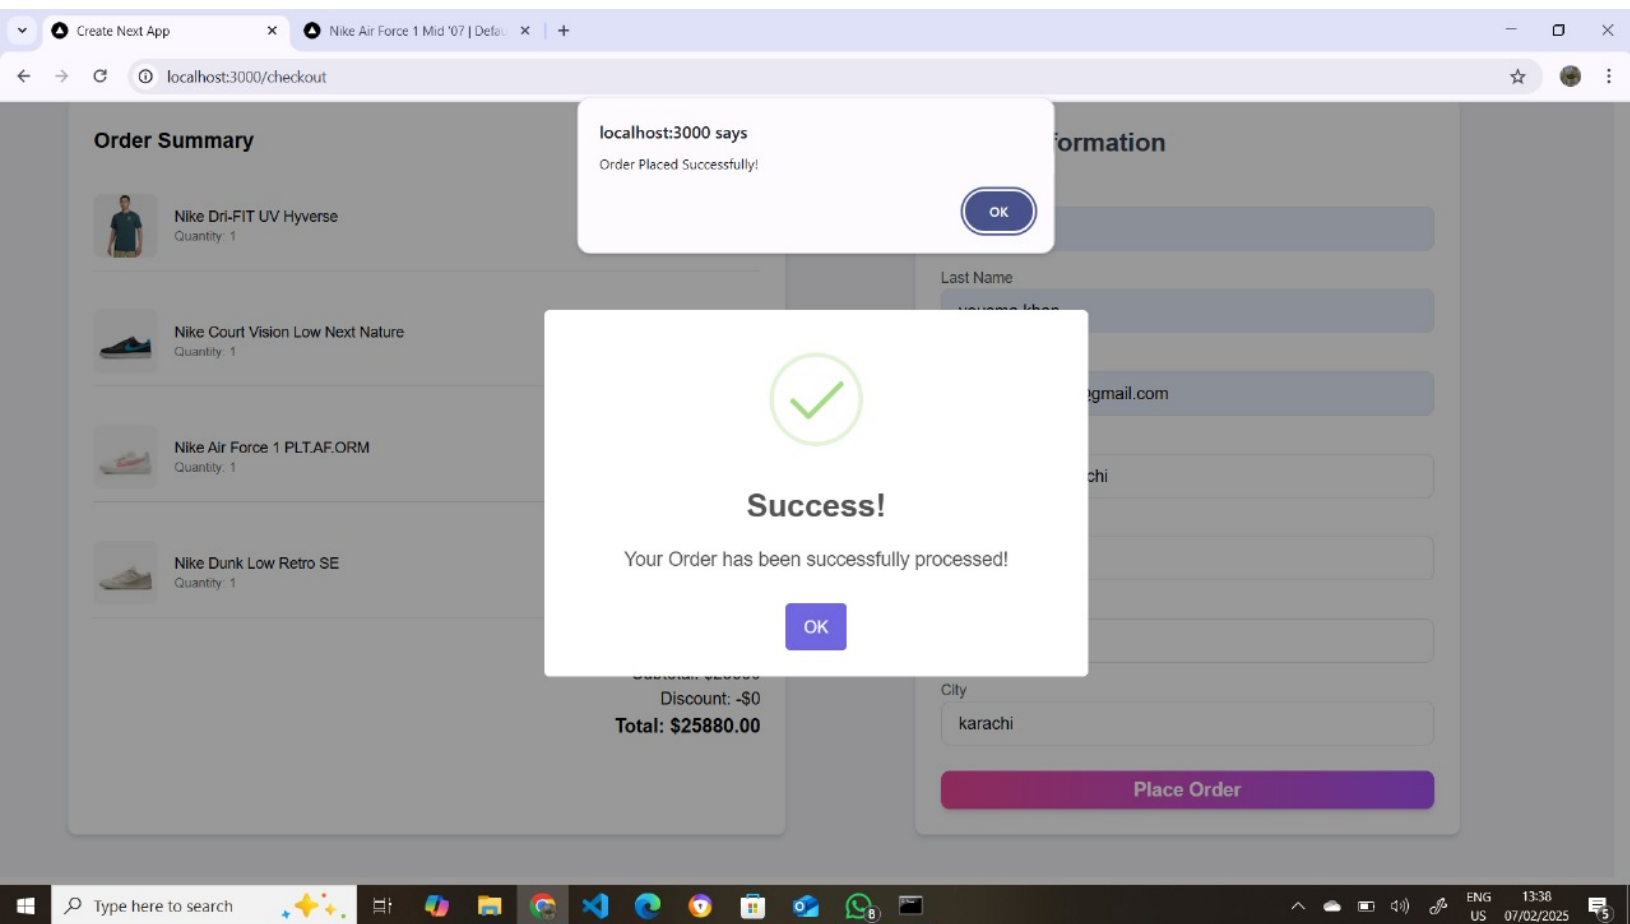 Create Next App
Nike Air Force 1 Mid '07 | Defau
localhost:3000/checkout
localhost:3000 says
Order Placed Successfully!
OK
Order Summary
Nike Dri-FIT UV Hyverse
Quantity: 1
Nike Court Vision Low Next Nature
Quantity: 1
Nike Air Force 1 PLT.AF.ORM
Quantity: 1
Nike Dunk Low Retro SE
Quantity: 1
Discount: -$0
Total: $25880.00
Success!
Your Order has been successfully processed!
OK
formation
Last Name
khan
@gmail.com
chi
City
karachi
Place Order
Type here to search
8
ENG
US
13:38
07/02/2025
5